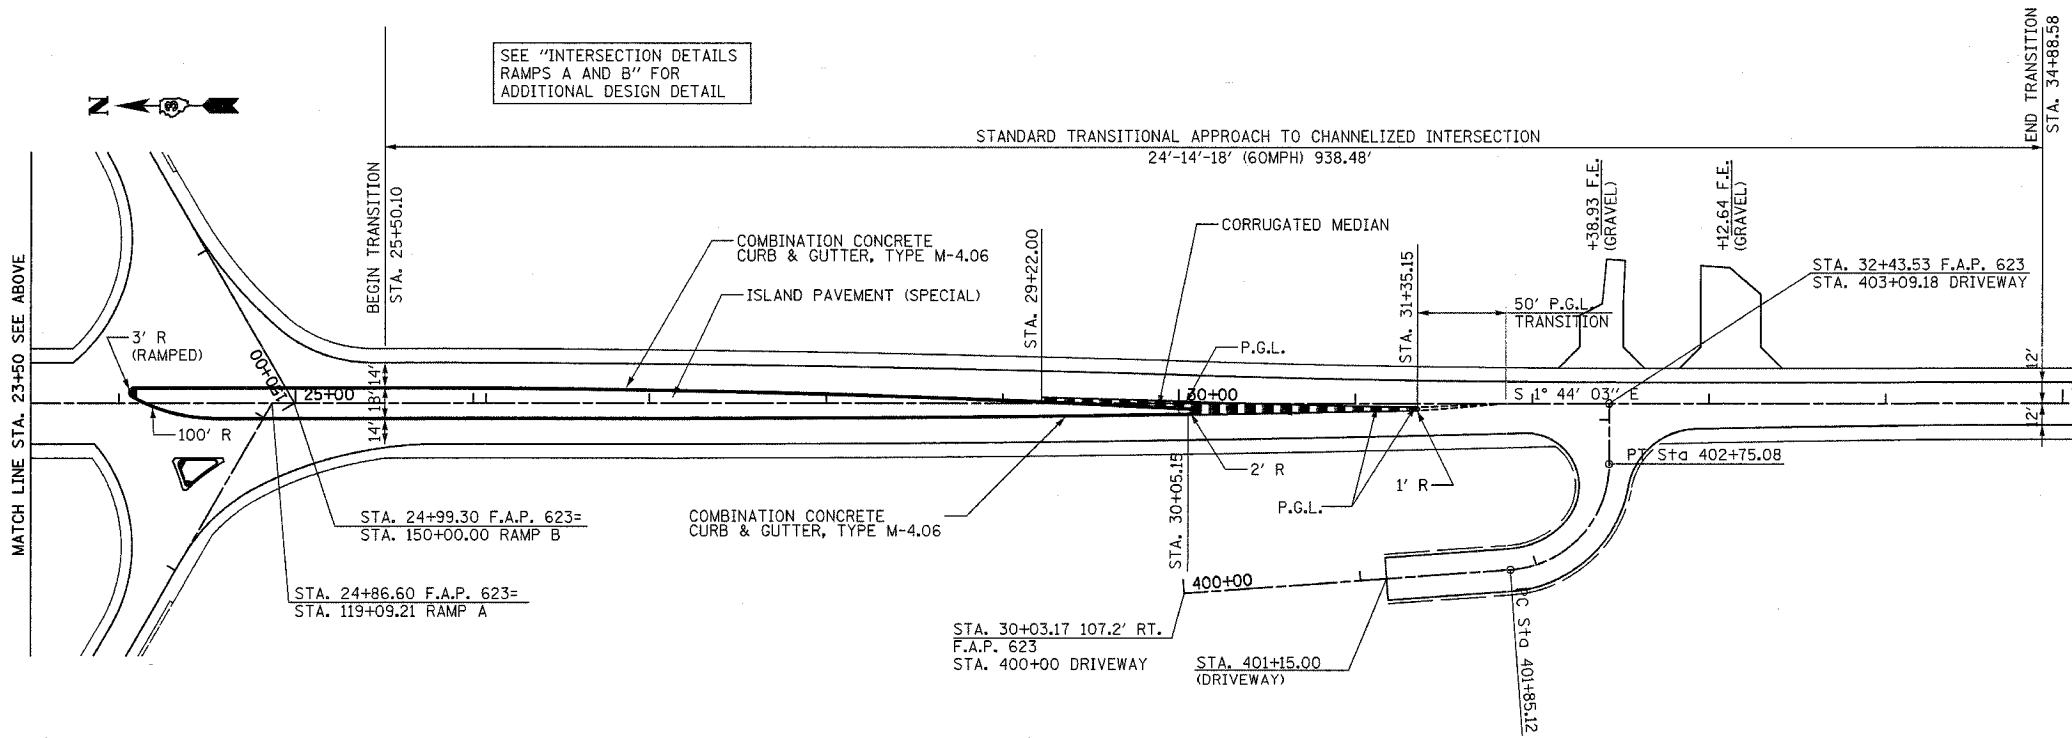 SEE "INTERSECTION DETAILS
RAMPS A AND B" FOR
ADDITIONAL DESIGN DETAIL
N
3
MATCH LINE STA. 23+50 SEE ABOVE
BEGIN TRANSITION
STA. 25+50.10
STANDARD TRANSITIONAL APPROACH TO CHANNELIZED INTERSECTION
24'-14'-18' (60MPH) 938.48'
END TRANSITION
STA. 34+88.58
COMBINATION CONCRETE
CURB & GUTTER, TYPE M-4.06
ISLAND PAVEMENT (SPECIAL)
CORRUGATED MEDIAN
STA. 29+22.00
P.G.L.
STA. 31+35.15
50' P.G.L.
TRANSITION
+38.93 F.E.
(GRAVEL)
+12.64 F.E.
(GRAVEL)
STA. 32+43.53 F.A.P. 623
STA. 403+09.18 DRIVEWAY
3' R
(RAMPED)
150+00
25+00
14'
18'
14'
30+00
S 1° 44' 03" E
12'
12'
100' R
STA. 24+99.30 F.A.P. 623=
STA. 150+00.00 RAMP B
STA. 24+86.60 F.A.P. 623=
STA. 119+09.21 RAMP A
COMBINATION CONCRETE
CURB & GUTTER, TYPE M-4.06
STA. 30+05.15
2' R
P.G.L.
1' R
PT Sta 402+75.08
400+00
STA. 30+03.17 107.2' RT.
F.A.P. 623
STA. 400+00 DRIVEWAY
STA. 401+15.00
(DRIVEWAY)
PC Sta 401+85.12